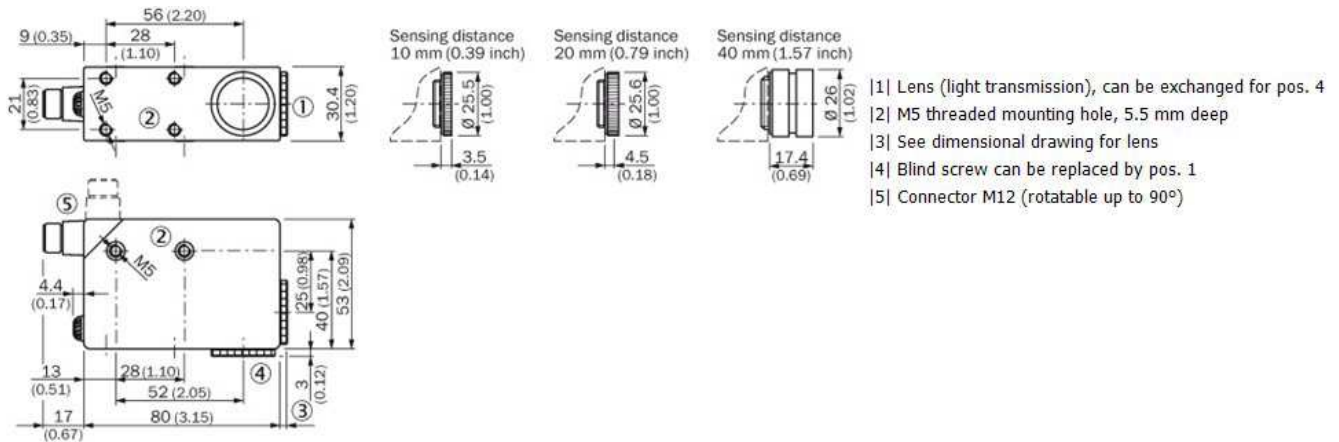 56 (2.20)
9 (0.35)
28
(1.10)
21
(0.83)
M5
②
①
30.4
(1.20)
Sensing distance
10 mm (0.39 inch)
Ø 25.5
(1.00)
3.5
(0.14)
Sensing distance
20 mm (0.79 inch)
Ø 25.6
(1.00)
4.5
(0.18)
Sensing distance
40 mm (1.57 inch)
Ø 26
(1.02)
17.4
(0.69)
|1| Lens (light transmission), can be exchanged for pos. 4
|2| M5 threaded mounting hole, 5.5 mm deep
|3| See dimensional drawing for lens
|4| Blind screw can be replaced by pos. 1
|5| Connector M12 (rotatable up to 90º)
⑤
②
M5
4.4
(0.17)
25 (0.98)
40 (1.57)
53 (2.09)
13
(0.51)
28 (1.10)
④
3
(0.12)
52 (2.05)
③
17
(0.67)
80 (3.15)